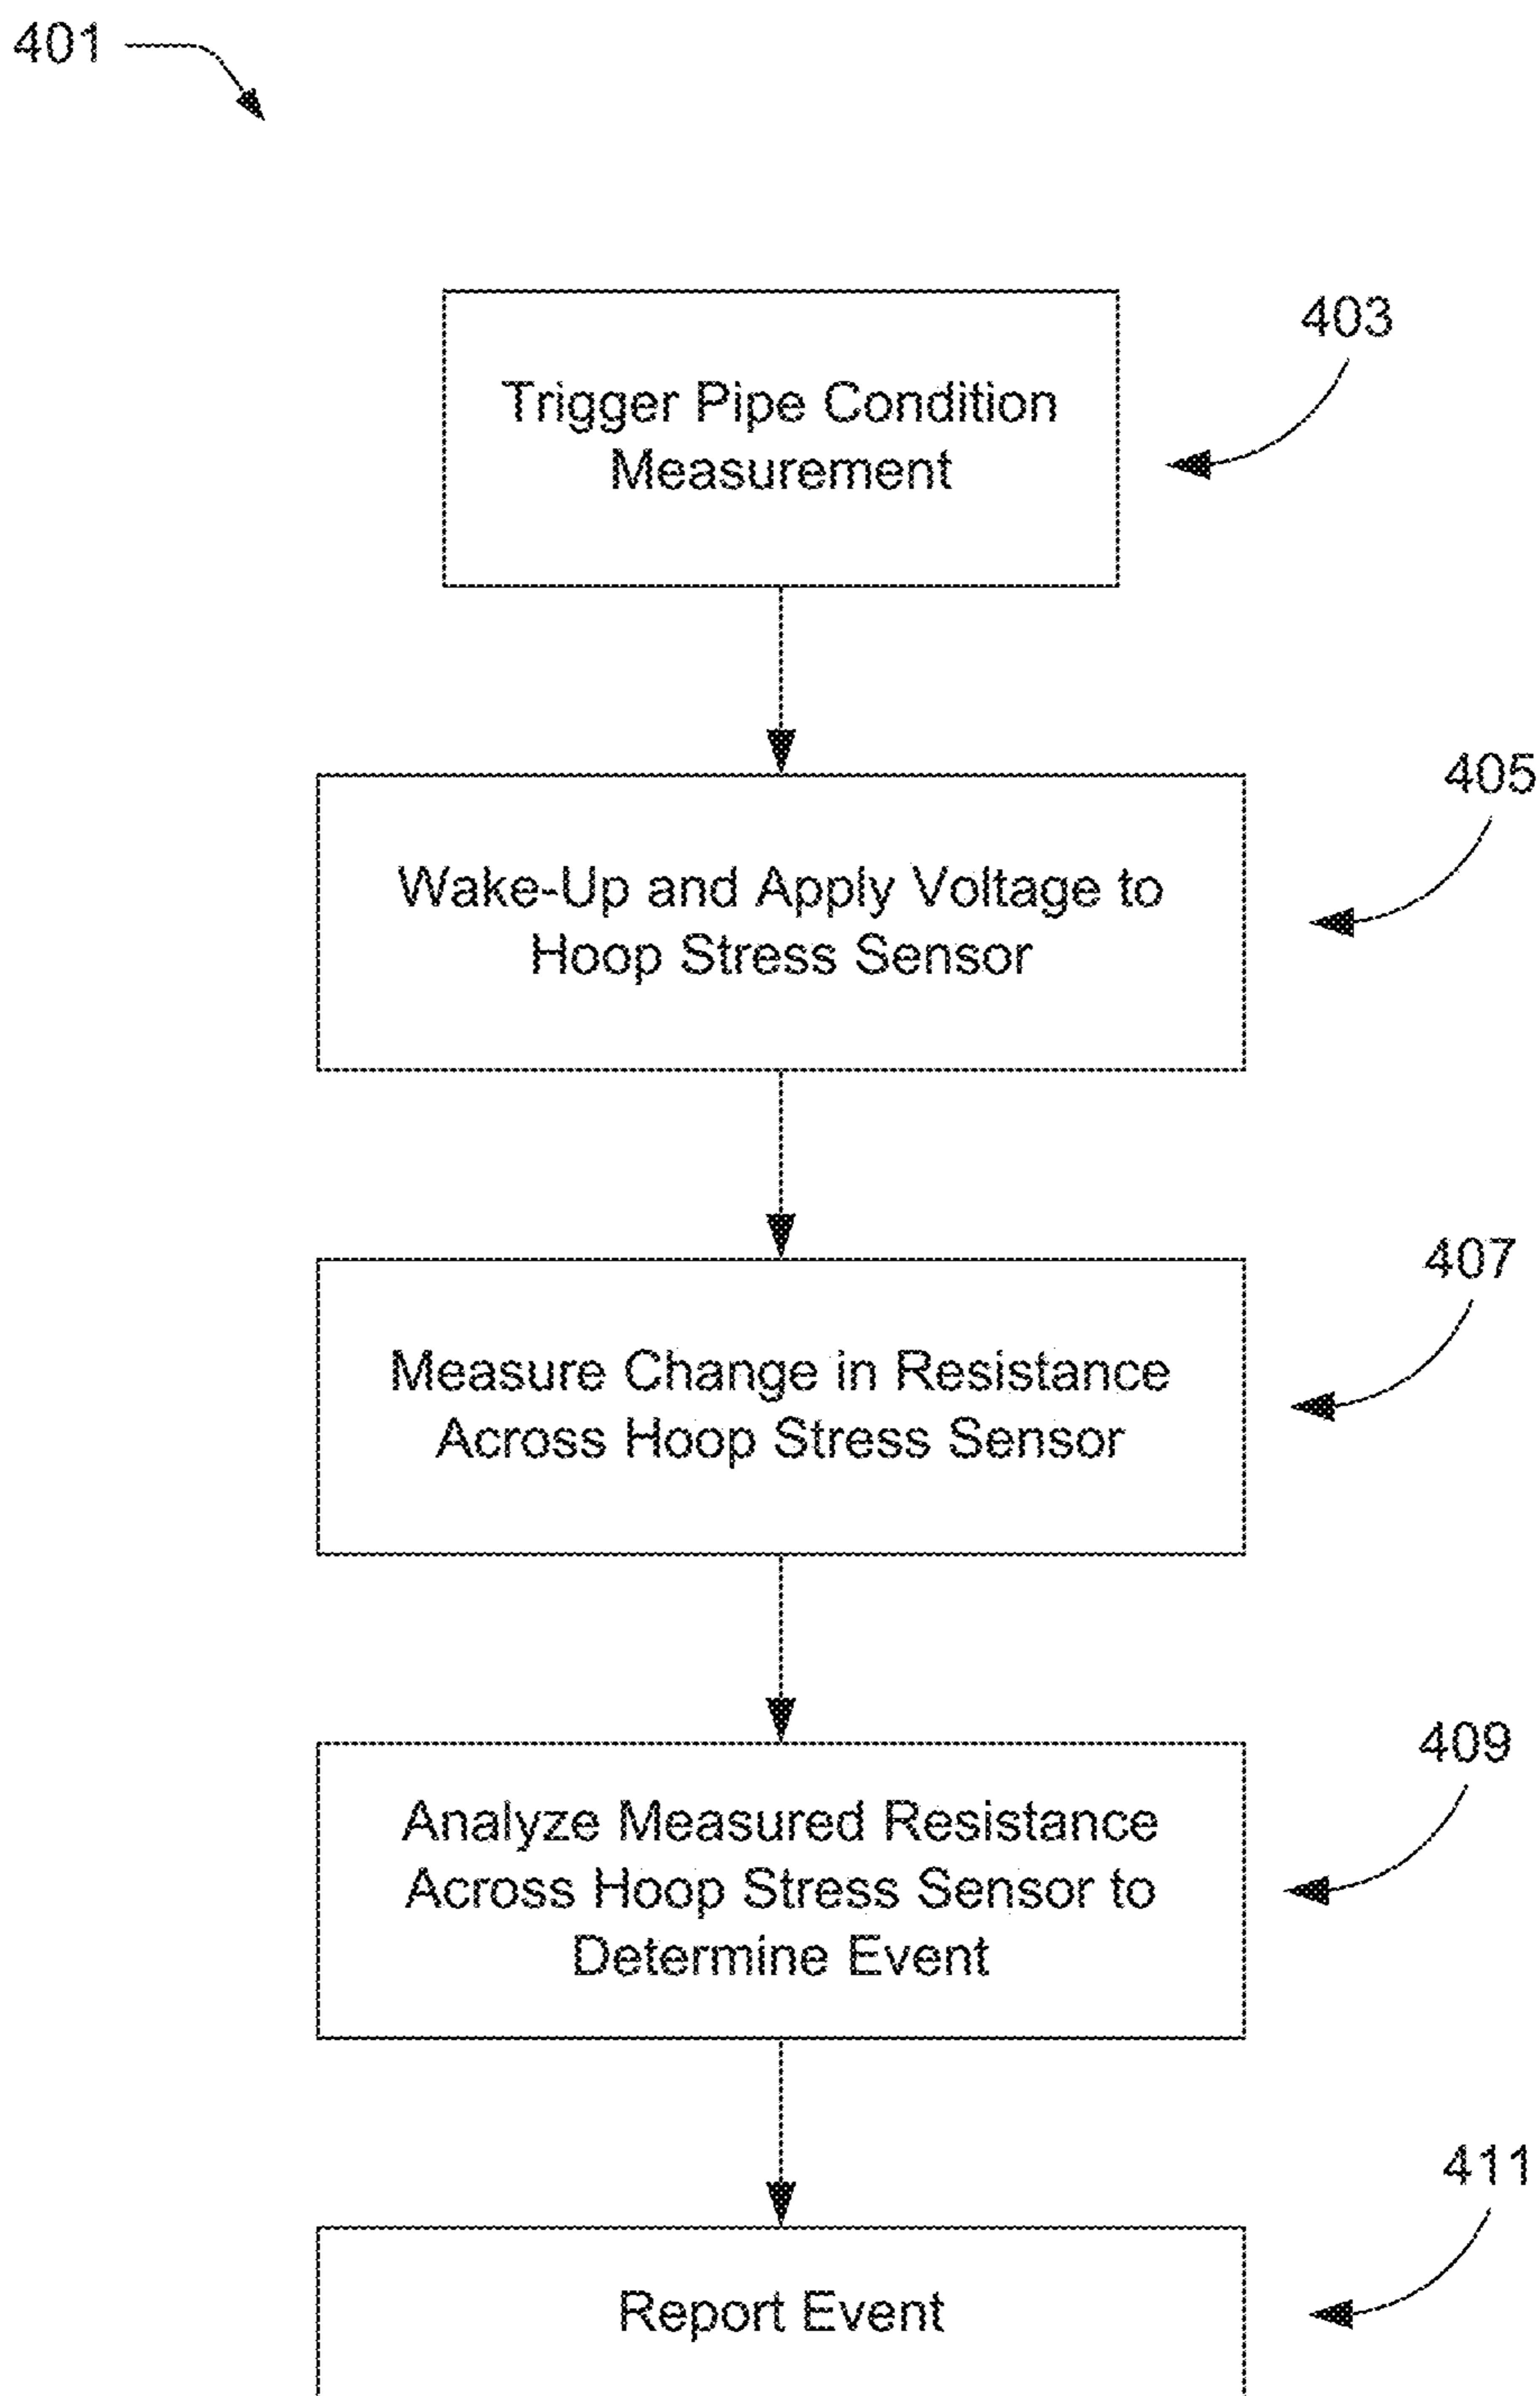 401
403
Trigger Pipe Condition
Measurement
405
Wake-Up and Apply Voltage to
Hoop Stress Sensor
407
Measure Change in Resistance
Across Hoop Stress Sensor
409
Analyze Measured Resistance
Across Hoop Stress Sensor to
Determine Event
411
Report Event